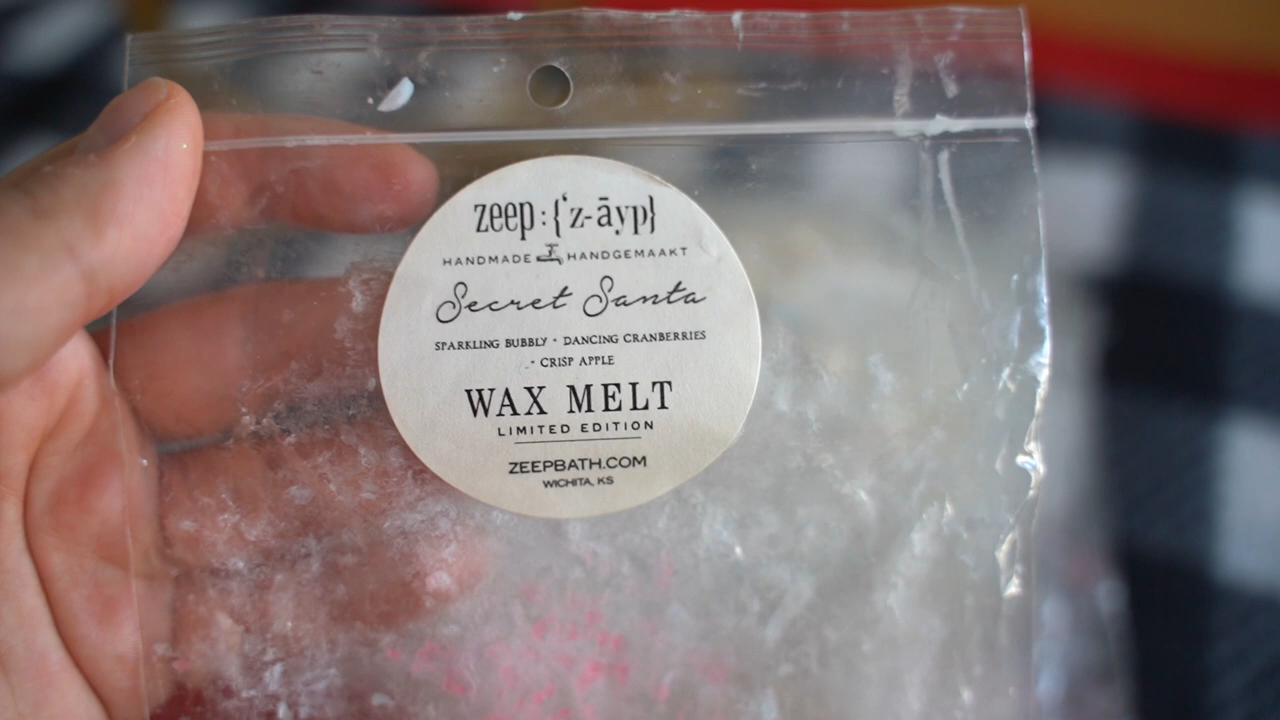 zeep:{'z-āyp}
HANDMADE HANDGEMAAKT
Secret Santa
SPARKLING BUBBLY - DANCING CRANBERRIES
- CRISP APPLE
WAX MELT
LIMITED EDITION
ZEEPBATH.COM
WICHITA, KS